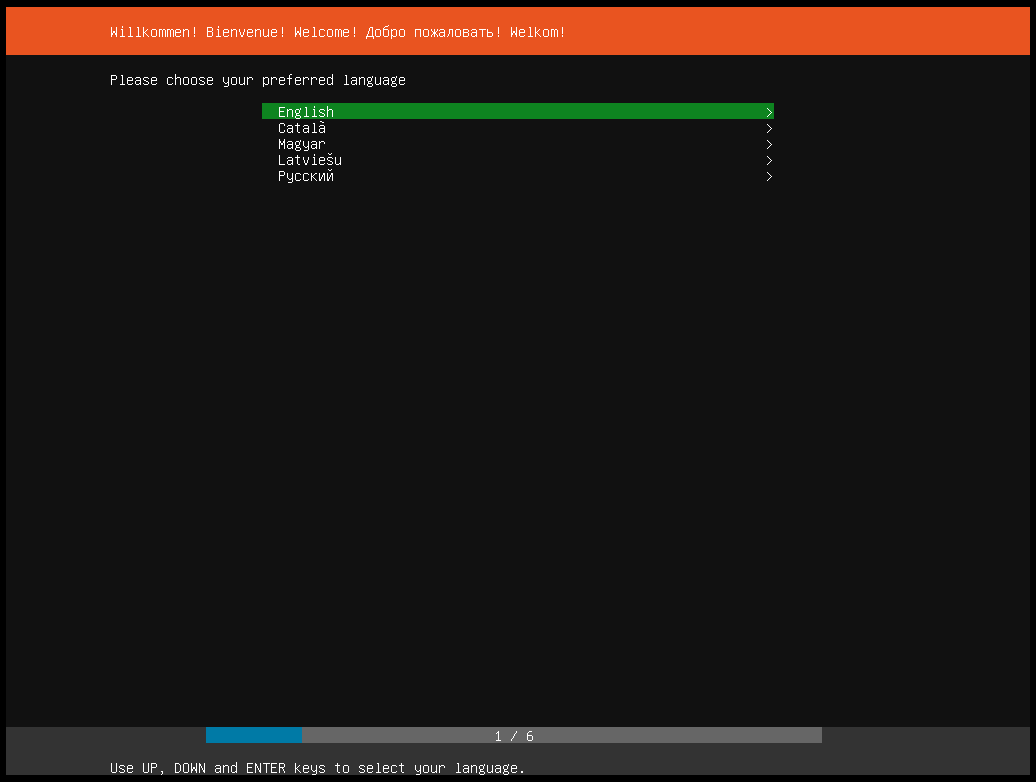 Willkommen! Bienvenue! Welcome! Добро пожаловать! Welkom!
Please choose your preferred language
English >
Català >
Magyar >
Latviešu >
Русский >
1 / 6
Use UP, DOWN and ENTER keys to select your language.